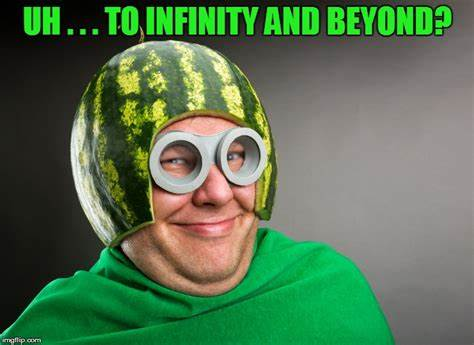 UH . . . TO INFINITY AND BEYOND?
imgflip.com